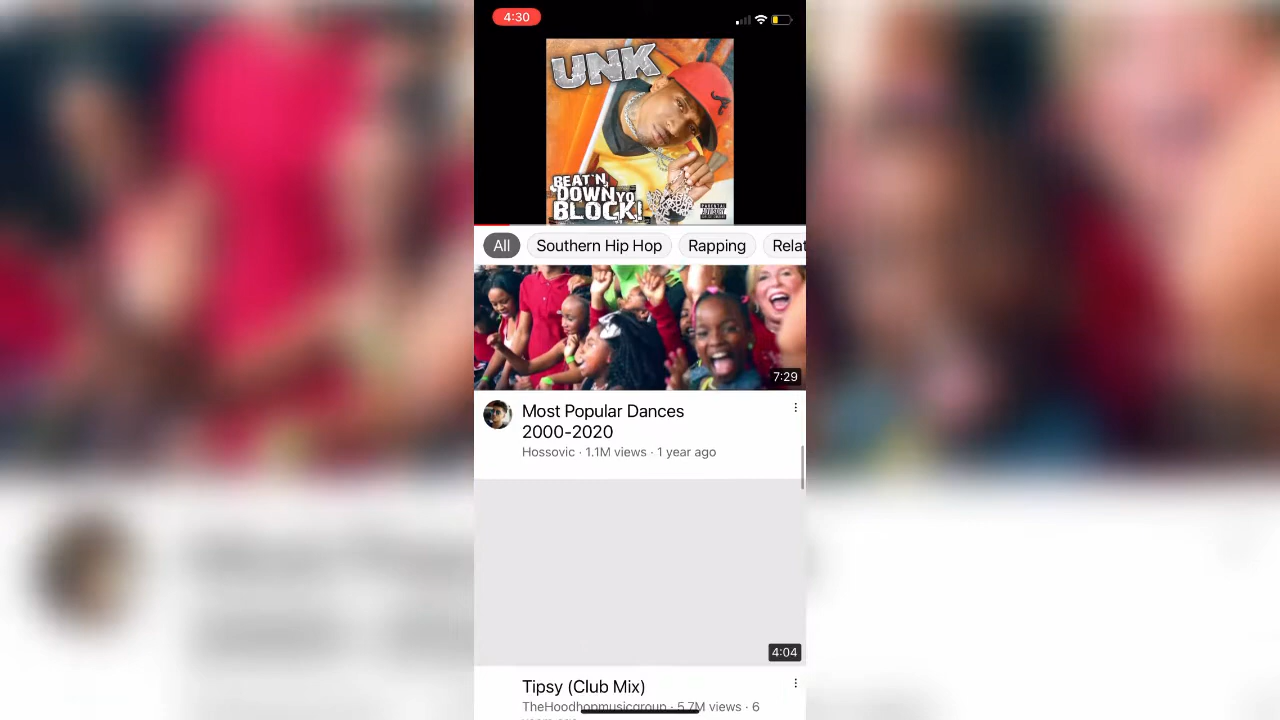 4:30
UNK
BEAT'N
DOWN YO
BLOCK!
PARENTAL
ADVISORY
All Southern Hip Hop Rapping Relat
7:29
Most Popular Dances
2000-2020
Hossovic · 1.1M views · 1 year ago
4:04
Tipsy (Club Mix)
TheHoodhopmusicgroup · 5.7M views · 6